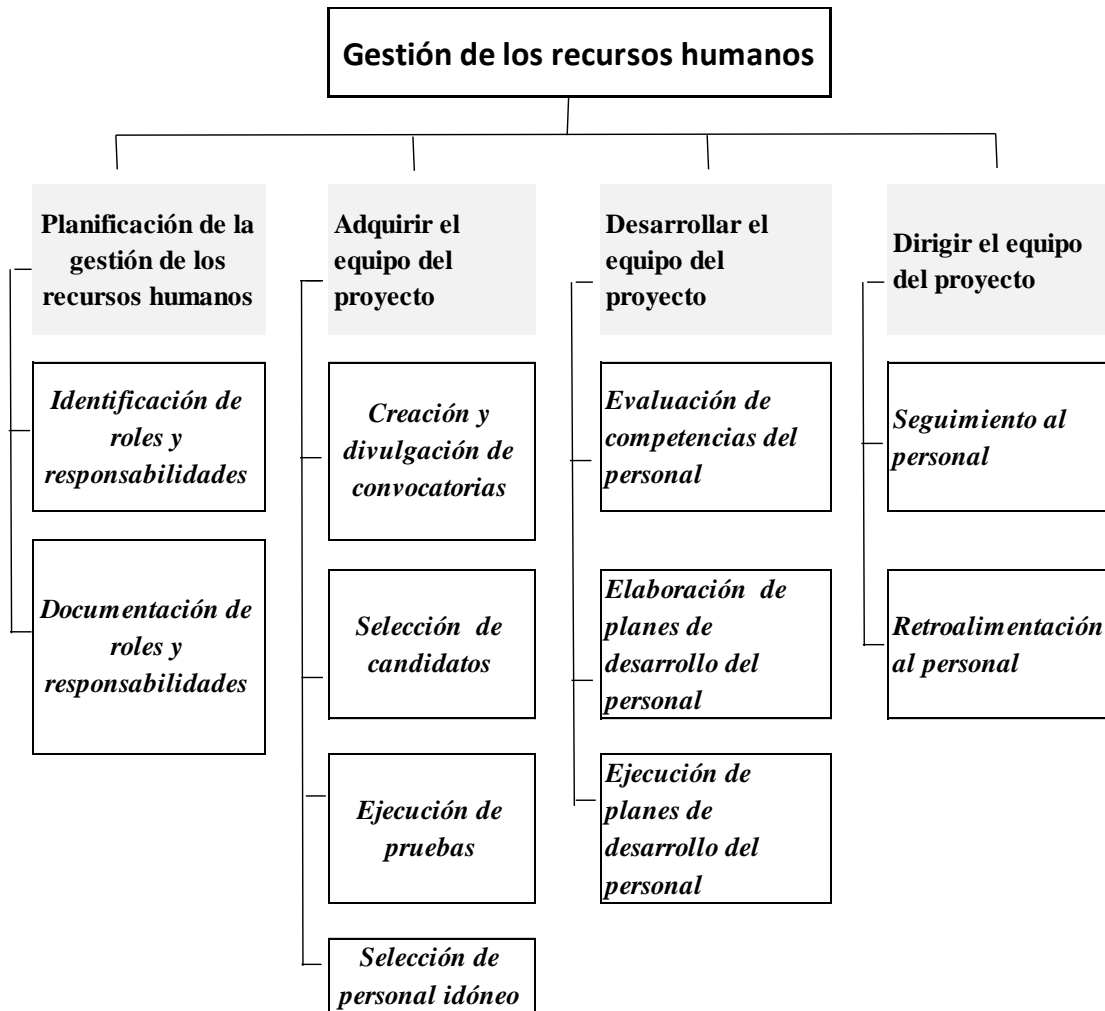 Gestión de los recursos humanos
Planificación de la
gestión de los
recursos humanos
Identificación de
roles y
responsabilidades
Documentación de
roles y
responsabilidades
Adquirir el
equipo del
proyecto
Creación y
divulgación de
convocatorias
Selección de
candidatos
Ejecución de
pruebas
Selección de
personal idóneo
Desarrollar el
equipo del
proyecto
Evaluación de
competencias del
personal
Elaboración de
planes de
desarrollo del
personal
Ejecución de
planes de
desarrollo del
personal
Dirigir el equipo
del proyecto
Seguimiento al
personal
Retroalimentación
al personal